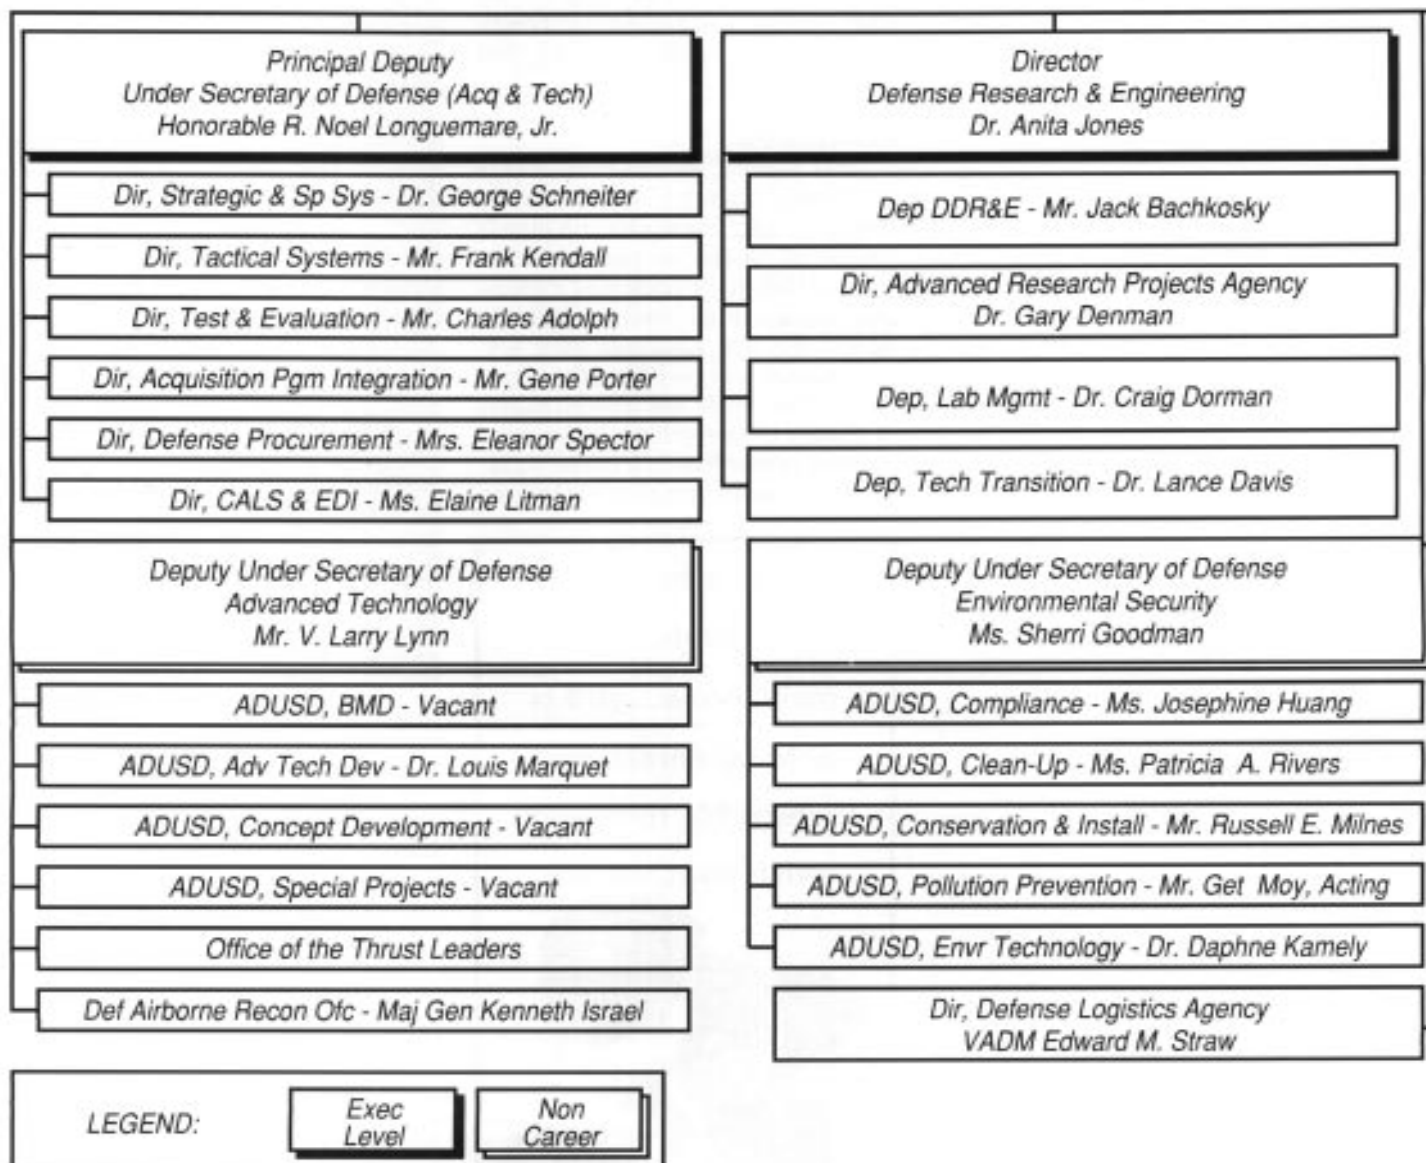 Principal Deputy
Under Secretary of Defense (Acq & Tech)
Honorable R. Noel Longuemare, Jr.
Dir, Strategic & Sp Sys - Dr. George Schneiter
Dir, Tactical Systems - Mr. Frank Kendall
Dir, Test & Evaluation - Mr. Charles Adolph
Dir, Acquisition Pgm Integration - Mr. Gene Porter
Dir, Defense Procurement - Mrs. Eleanor Spector
Dir, CALS & EDI - Ms. Elaine Litman
Director
Defense Research & Engineering
Dr. Anita Jones
Dep DDR&E - Mr. Jack Bachkosky
Dir, Advanced Research Projects Agency
Dr. Gary Denman
Dep, Lab Mgmt - Dr. Craig Dorman
Dep, Tech Transition - Dr. Lance Davis
Deputy Under Secretary of Defense
Advanced Technology
Mr. V. Larry Lynn
ADUSD, BMD - Vacant
ADUSD, Adv Tech Dev - Dr. Louis Marquet
ADUSD, Concept Development - Vacant
ADUSD, Special Projects - Vacant
Office of the Thrust Leaders
Def Airborne Recon Ofc - Maj Gen Kenneth Israel
Deputy Under Secretary of Defense
Environmental Security
Ms. Sherri Goodman
ADUSD, Compliance - Ms. Josephine Huang
ADUSD, Clean-Up - Ms. Patricia A. Rivers
ADUSD, Conservation & Install - Mr. Russell E. Milnes
ADUSD, Pollution Prevention - Mr. Get Moy, Acting
ADUSD, Envr Technology - Dr. Daphne Kamely
Dir, Defense Logistics Agency
VADM Edward M. Straw
LEGEND:
Exec
Level
Non
Career